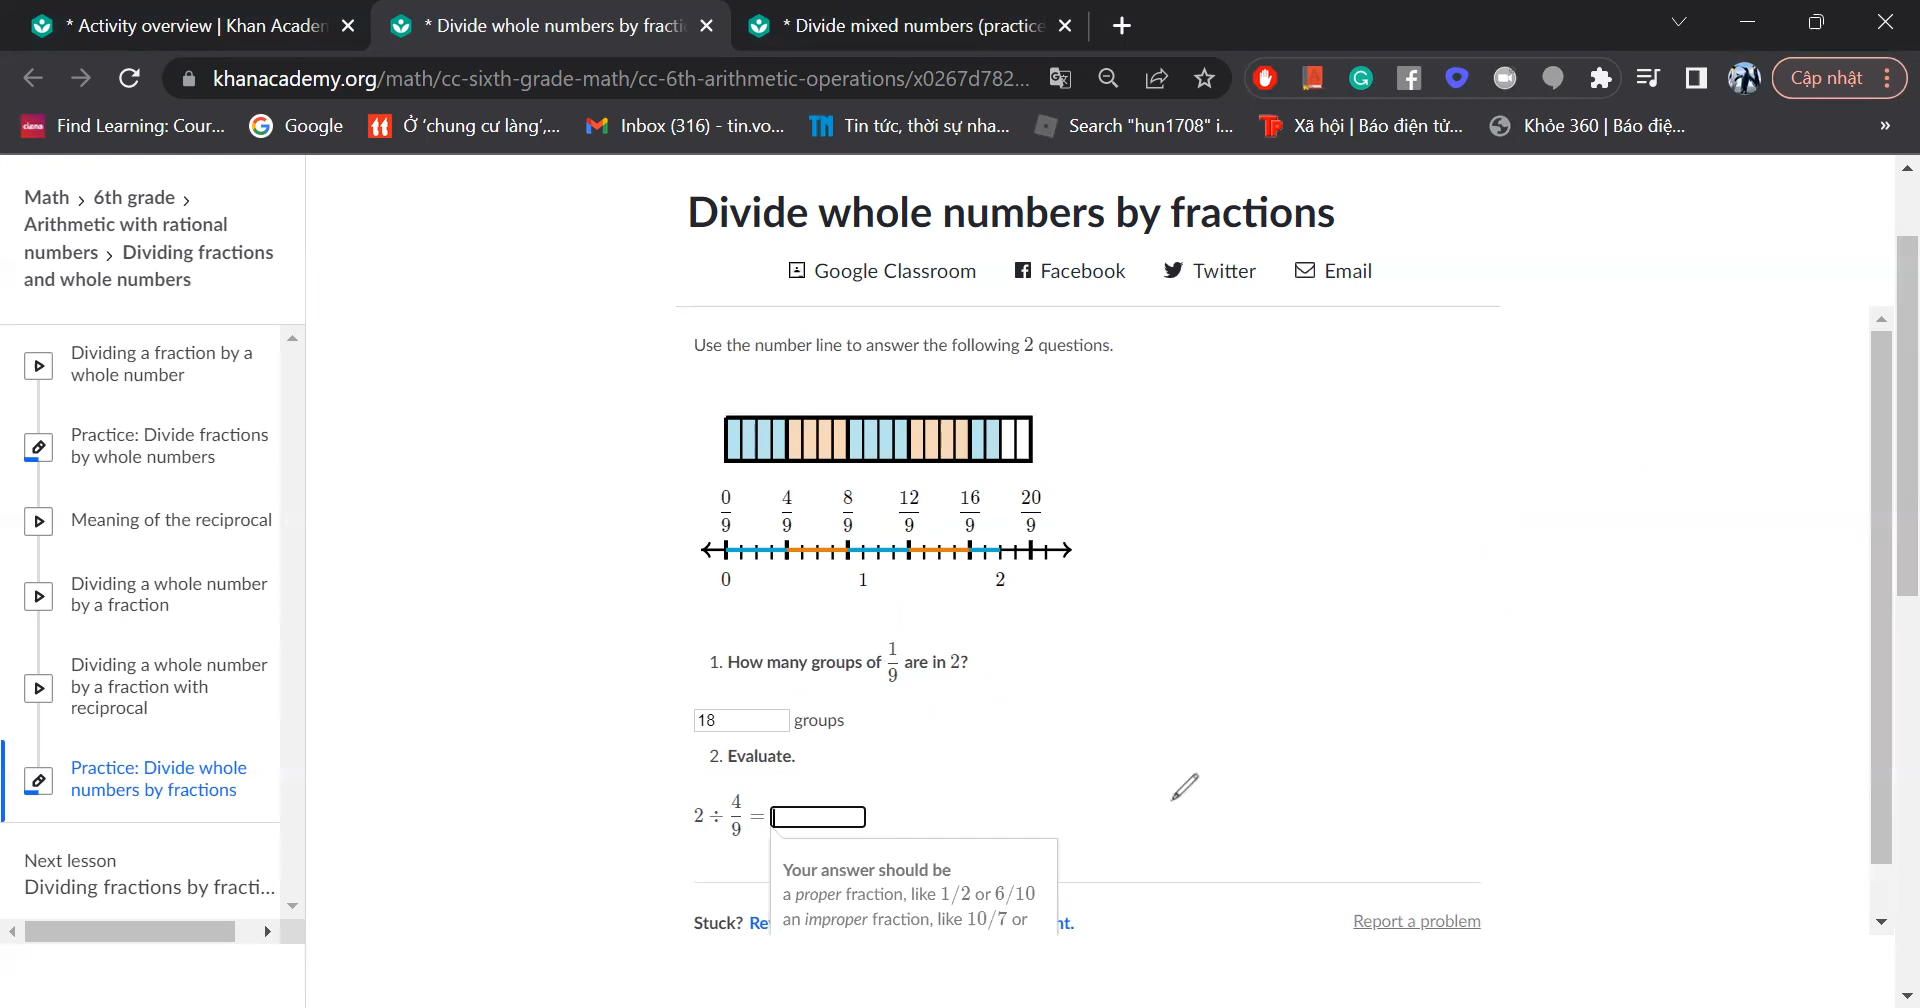 * Activity overview | Khan Academ
* Divide whole numbers by fracti
* Divide mixed numbers (practice
khanacademy.org/math/cc-sixth-grade-math/cc-6th-arithmetic-operations/x0267d782...
Cập nhật
ciena Find Learning: Cour...
Google
Ở 'chung cư làng',...
Inbox (316) - tin.vo...
Tin tức, thời sự nha...
Search "hun1708" i...
Xã hội | Báo điện tử...
Khỏe 360 | Báo điệ...
»
Math > 6th grade >
Arithmetic with rational
numbers > Dividing fractions
and whole numbers
Dividing a fraction by a
whole number
Practice: Divide fractions
by whole numbers
Meaning of the reciprocal
Dividing a whole number
by a fraction
Dividing a whole number
by a fraction with
reciprocal
Practice: Divide whole
numbers by fractions
Next lesson
Dividing fractions by fracti...
Divide whole numbers by fractions
Google Classroom Facebook Twitter Email
Use the number line to answer the following 2 questions.
0/9 4/9 8/9 12/9 16/9 20/9
0 1 2
1. How many groups of 1/9 are in 2?
18 groups
2. Evaluate.
2 ÷ 4/9 =
Your answer should be
a proper fraction, like 1/2 or 6/10
an improper fraction, like 10/7 or
Stuck? Re
nt.
Report a problem